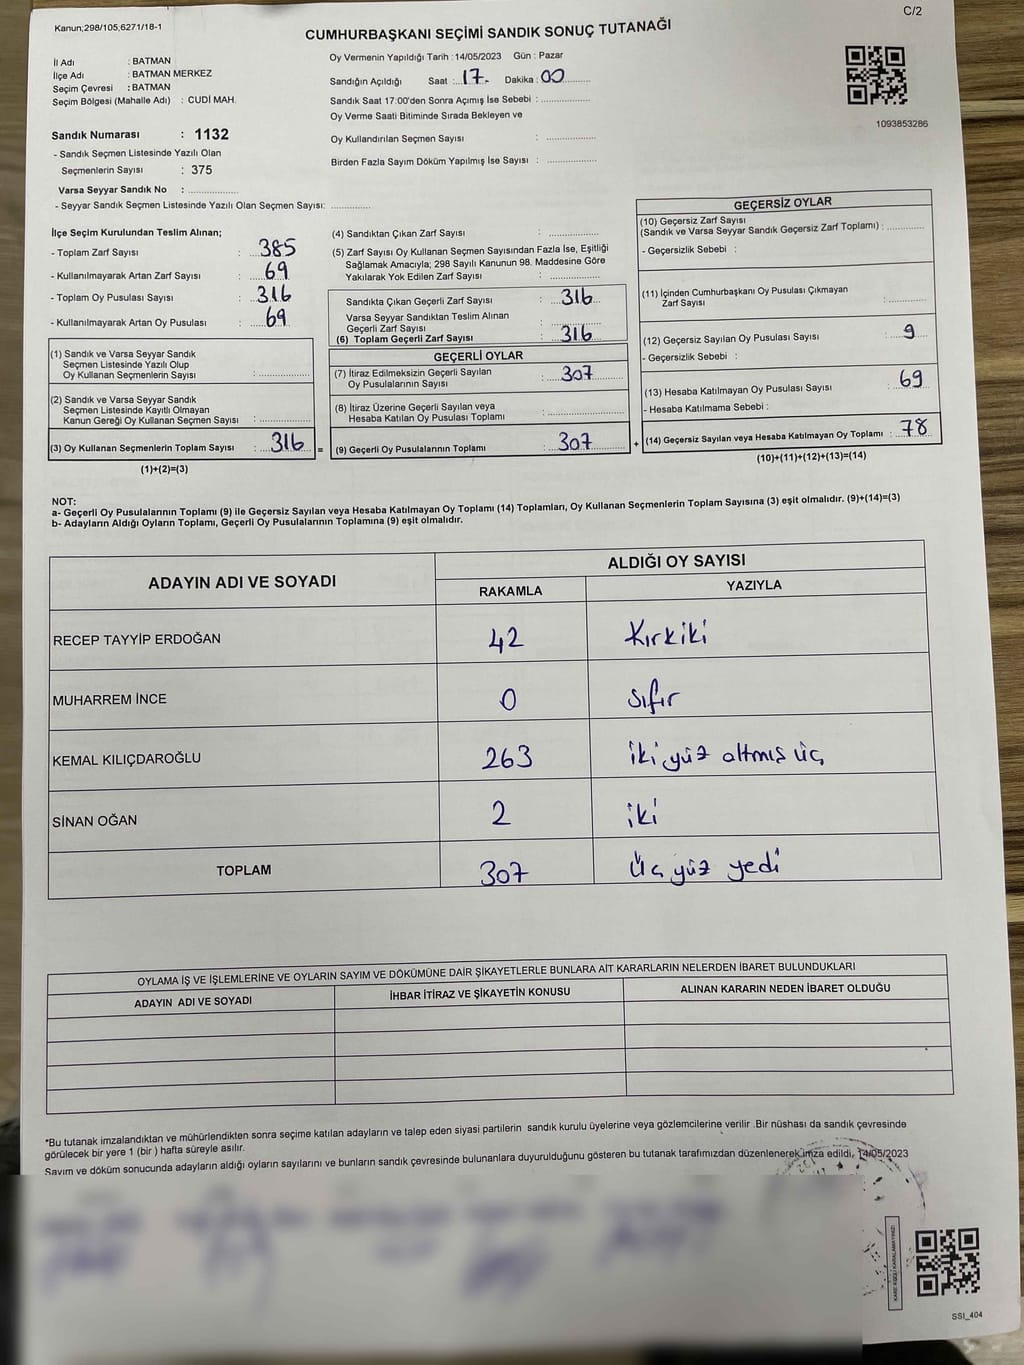 Kanun;298/105,6271/18-1
C/2
CUMHURBAŞKANI SEÇİMİ SANDIK SONUÇ TUTANAĞI
İl Adı : BATMAN
İlçe Adı : BATMAN MERKEZ
Seçim Çevresi : BATMAN
Seçim Bölgesi (Mahalle Adı) : CUDİ MAH.
Oy Vermenin Yapıldığı Tarih : 14/05/2023 Gün : Pazar
Sandığın Açıldığı Saat :..17.. Dakika : 00
Sandık Saat 17:00'den Sonra Açımış İse Sebebi :
Oy Verme Saati Bitiminde Sırada Bekleyen ve
Oy Kullandırılan Seçmen Sayısı :
Birden Fazla Sayım Döküm Yapılmış İse Sayısı :
1093853286
Sandık Numarası : 1132
- Sandık Seçmen Listesinde Yazılı Olan
Seçmenlerin Sayısı : 375
Varsa Seyyar Sandık No :
- Seyyar Sandık Seçmen Listesinde Yazılı Olan Seçmen Sayısı:
İlçe Seçim Kurulundan Teslim Alınan;
- Toplam Zarf Sayısı : 385
- Kullanılmayarak Artan Zarf Sayısı : 69
- Toplam Oy Pusulası Sayısı : 316
- Kullanılmayarak Artan Oy Pusulası : 69
(1) Sandık ve Varsa Seyyar Sandık
Seçmen Listesinde Yazılı Olup
Oy Kullanan Seçmenlerin Sayısı :
(2) Sandık ve Varsa Seyyar Sandık
Seçmen Listesinde Kayıtlı Olmayan
Kanun Gereği Oy Kullanan Seçmen Sayısı :
(3) Oy Kullanan Seçmenlerin Toplam Sayısı : 316 =
(1)+(2)=(3)
(4) Sandıktan Çıkan Zarf Sayısı :
(5) Zarf Sayısı Oy Kullanan Seçmen Sayısından Fazla İse, Eşitliği
Sağlamak Amacıyla; 298 Sayılı Kanunun 98. Maddesine Göre
Yakılarak Yok Edilen Zarf Sayısı :
Sandıkta Çıkan Geçerli Zarf Sayısı : 316
Varsa Seyyar Sandıktan Teslim Alınan
Geçerli Zarf Sayısı :
(6) Toplam Geçerli Zarf Sayısı : 316
GEÇERLİ OYLAR
(7) İtiraz Edilmeksizin Geçerli Sayılan
Oy Pusulalarının Sayısı : 307
(8) İtiraz Üzerine Geçerli Sayılan veya
Hesaba Katılan Oy Pusulası Toplamı :
(9) Geçerli Oy Pusulalarının Toplamı : 307 +
GEÇERSİZ OYLAR
(10) Geçersiz Zarf Sayısı
(Sandık ve Varsa Seyyar Sandık Geçersiz Zarf Toplamı) :
- Geçersizlik Sebebi :
(11) İçinden Cumhurbaşkanı Oy Pusulası Çıkmayan
Zarf Sayısı :
(12) Geçersiz Sayılan Oy Pusulası Sayısı : 9
- Geçersizlik Sebebi :
(13) Hesaba Katılmayan Oy Pusulası Sayısı : 69
- Hesaba Katılmama Sebebi :
(14) Geçersiz Sayılan veya Hesaba Katılmayan Oy Toplamı : 78
(10)+(11)+(12)+(13)=(14)
NOT:
a- Geçerli Oy Pusulalarının Toplamı (9) ile Geçersiz Sayılan veya Hesaba Katılmayan Oy Toplamı (14) Toplamları, Oy Kullanan Seçmenlerin Toplam Sayısına (3) eşit olmalıdır. (9)+(14)=(3)
b- Adayların Aldığı Oyların Toplamı, Geçerli Oy Pusulalarının Toplamına (9) eşit olmalıdır.
ADAYIN ADI VE SOYADI
ALDIĞI OY SAYISI
RAKAMLA YAZIYLA
RECEP TAYYİP ERDOĞAN 42 Kırkiki
MUHARREM İNCE 0 sıfır
KEMAL KILIÇDAROĞLU 263 iki yüz altmış üç
SİNAN OĞAN 2 iki
TOPLAM 307 Üç yüz yedi
OYLAMA İŞ VE İŞLEMLERİNE VE OYLARIN SAYIM VE DÖKÜMÜNE DAİR ŞİKAYETLERLE BUNLARA AİT KARARLARIN NELERDEN İBARET BULUNDUKLARI
ADAYIN ADI VE SOYADI İHBAR İTİRAZ VE ŞİKAYETİN KONUSU ALINAN KARARIN NEDEN İBARET OLDUĞU
*Bu tutanak imzalandıktan ve mühürlendikten sonra seçime katılan adayların ve talep eden siyasi partilerin sandık kurulu üyelerine veya gözlemcilerine verilir .Bir nüshası da sandık çevresinde
görülecek bir yere 1 (bir ) hafta süreyle asılır.
Sayım ve döküm sonucunda adayların aldığı oyların sayılarını ve bunların sandık çevresinde bulunanlara duyurulduğunu gösteren bu tutanak tarafımızdan düzenlenerek imza edildi, 14/05/2023
SSI_404